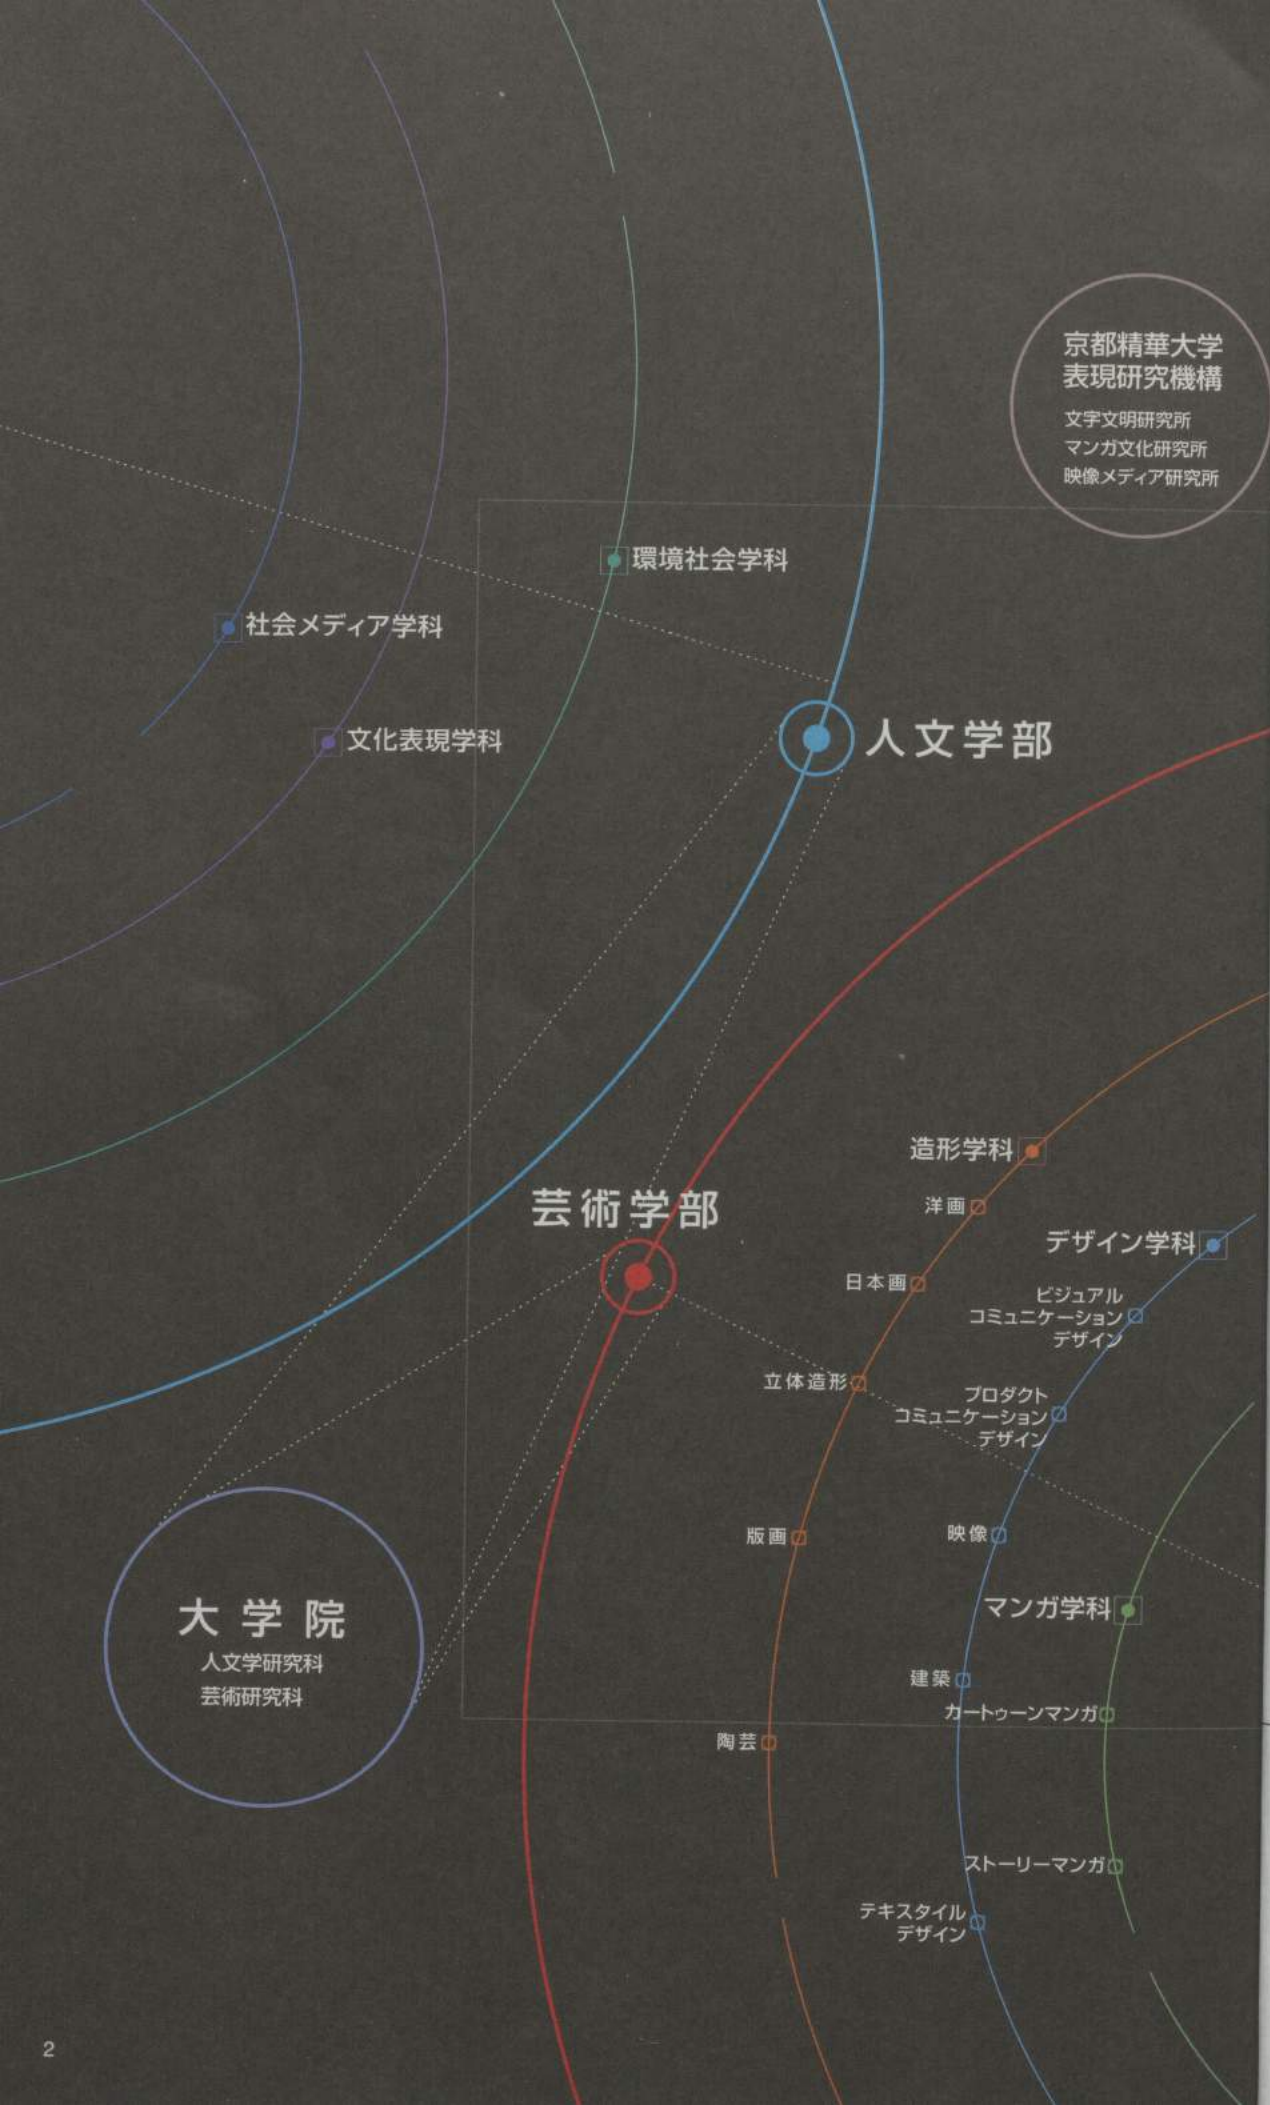 京都精華大学
表現研究機構
文字文明研究所
マンガ文化研究所
映像メディア研究所
環境社会学科
社会メディア学科
文化表現学科
人文学部
造形学科
芸術学部
洋画
デザイン学科
日本画
ビジュアル
コミュニケーション
デザイン
立体造形
プロダクト
コミュニケーション
デザイン
版画
映像
マンガ学科
大学院
人文学研究科
芸術研究科
建築
カートゥーンマンガ
陶芸
ストーリーマンガ
テキスタイル
デザイン
2